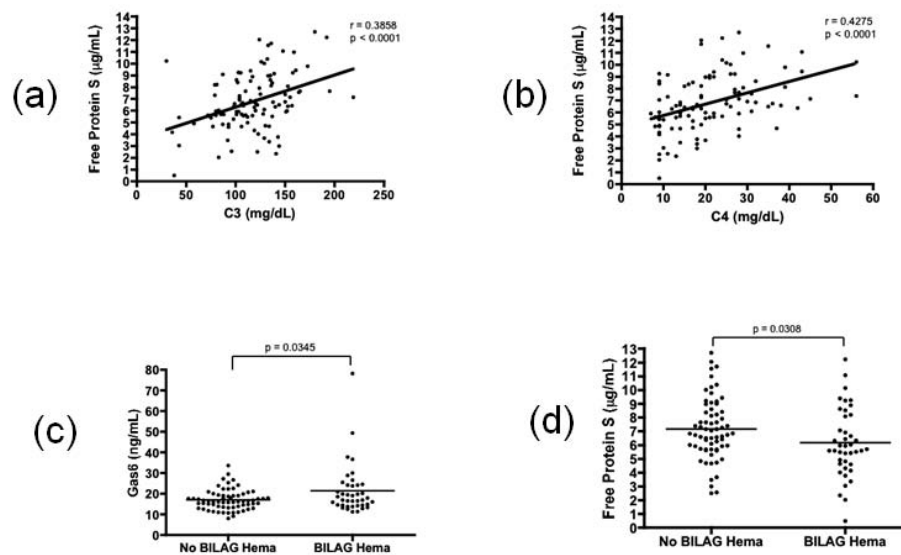 (a)
Free Protein S (µg/mL)
14
13
12
11
10
9
8
7
6
5
4
3
2
1
0
r = 0.3858
p < 0.0001
0 50 100 150 200 250
C3 (mg/dL)
(b)
Free Protein S (µg/mL)
14
13
12
11
10
9
8
7
6
5
4
3
2
1
0
r = 0.4275
p < 0.0001
0 10 20 30 40 50 60
C4 (mg/dL)
(c)
Gas6 (ng/mL)
p = 0.0345
80
70
60
50
40
30
20
10
0
No BILAG Hema BILAG Hema
(d)
Free Protein S (µg/mL)
p = 0.0308
13
12
11
10
9
8
7
6
5
4
3
2
1
0
No BILAG Hema BILAG Hema